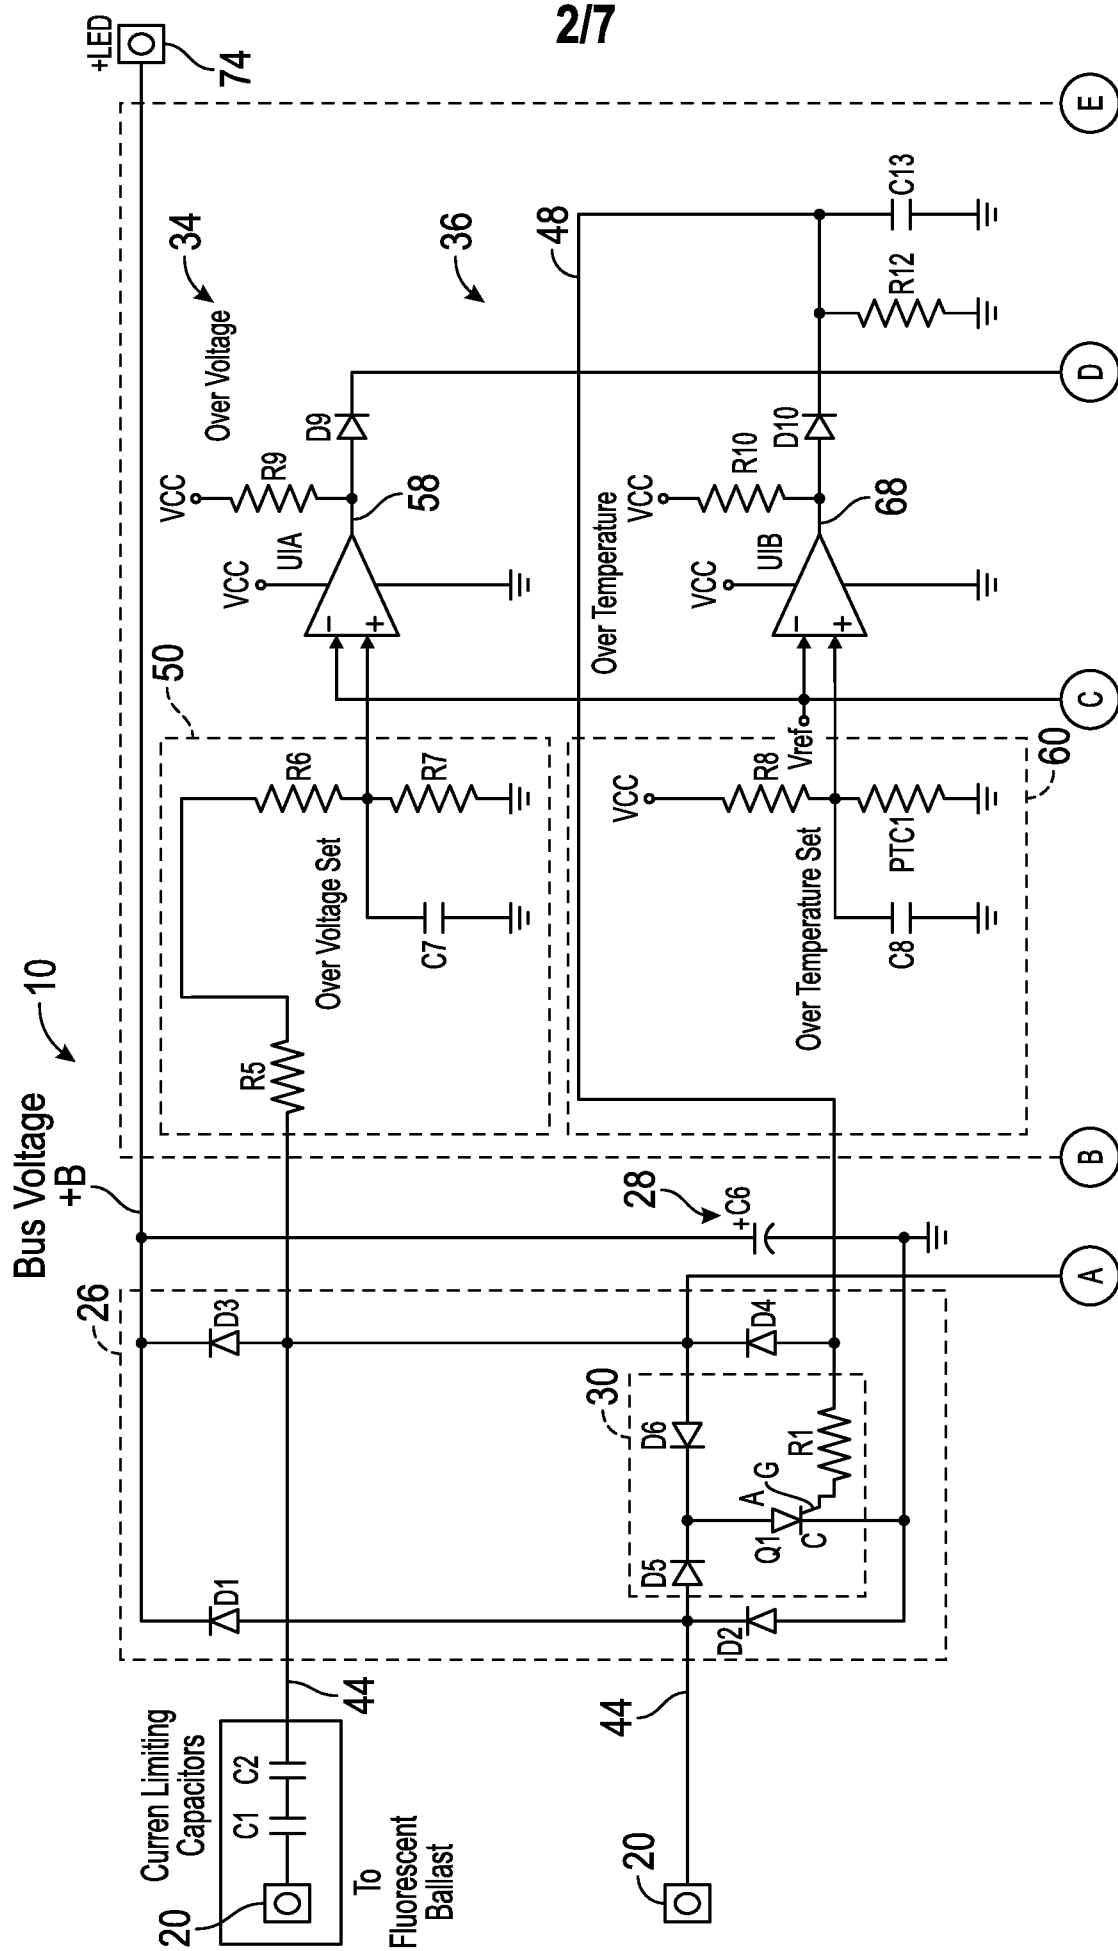 2/7
Bus Voltage
+B
10
+LED
74
34
Over Voltage
36
48
26
50
Curren Limiting
Capacitors
20
C1
C2
To
Fluorescent
Ballast
44
D1
D3
R5
R6
R7
C7
Over Voltage Set
VCC
VCC
R9
UIA
−
+
58
D9
20
44
D2
D5
D6
30
Q1
A
G
C
R1
D4
28
+C6
Over Temperature
VCC
R8
PTC1
C8
Over Temperature Set
60
Vref
VCC
VCC
R10
UIB
−
+
68
D10
R12
C13
A
B
C
D
E